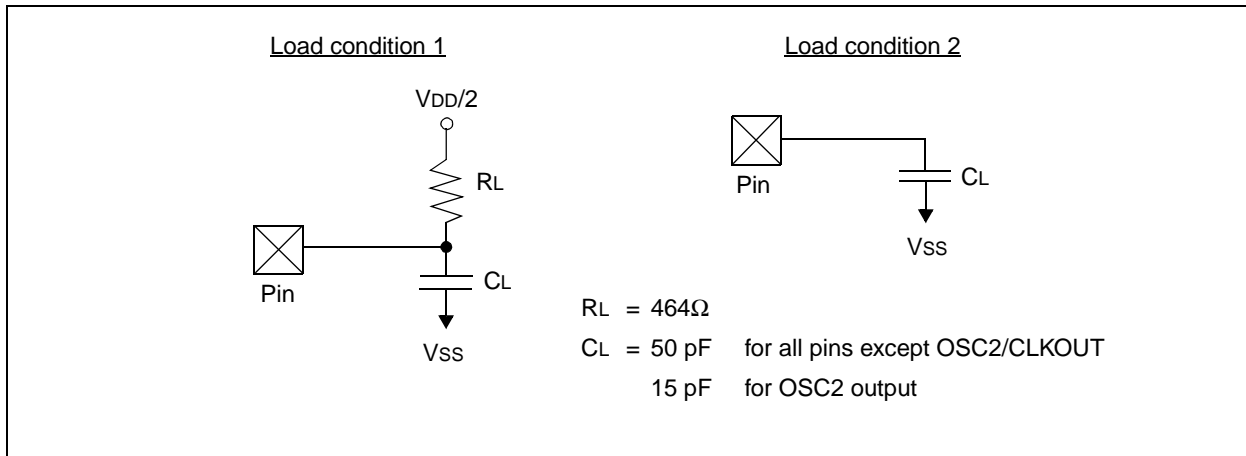 Load condition 1
VDD/2
RL
Pin
CL
VSS
Load condition 2
Pin
CL
VSS
RL = 464Ω
CL = 50 pF for all pins except OSC2/CLKOUT
15 pF for OSC2 output